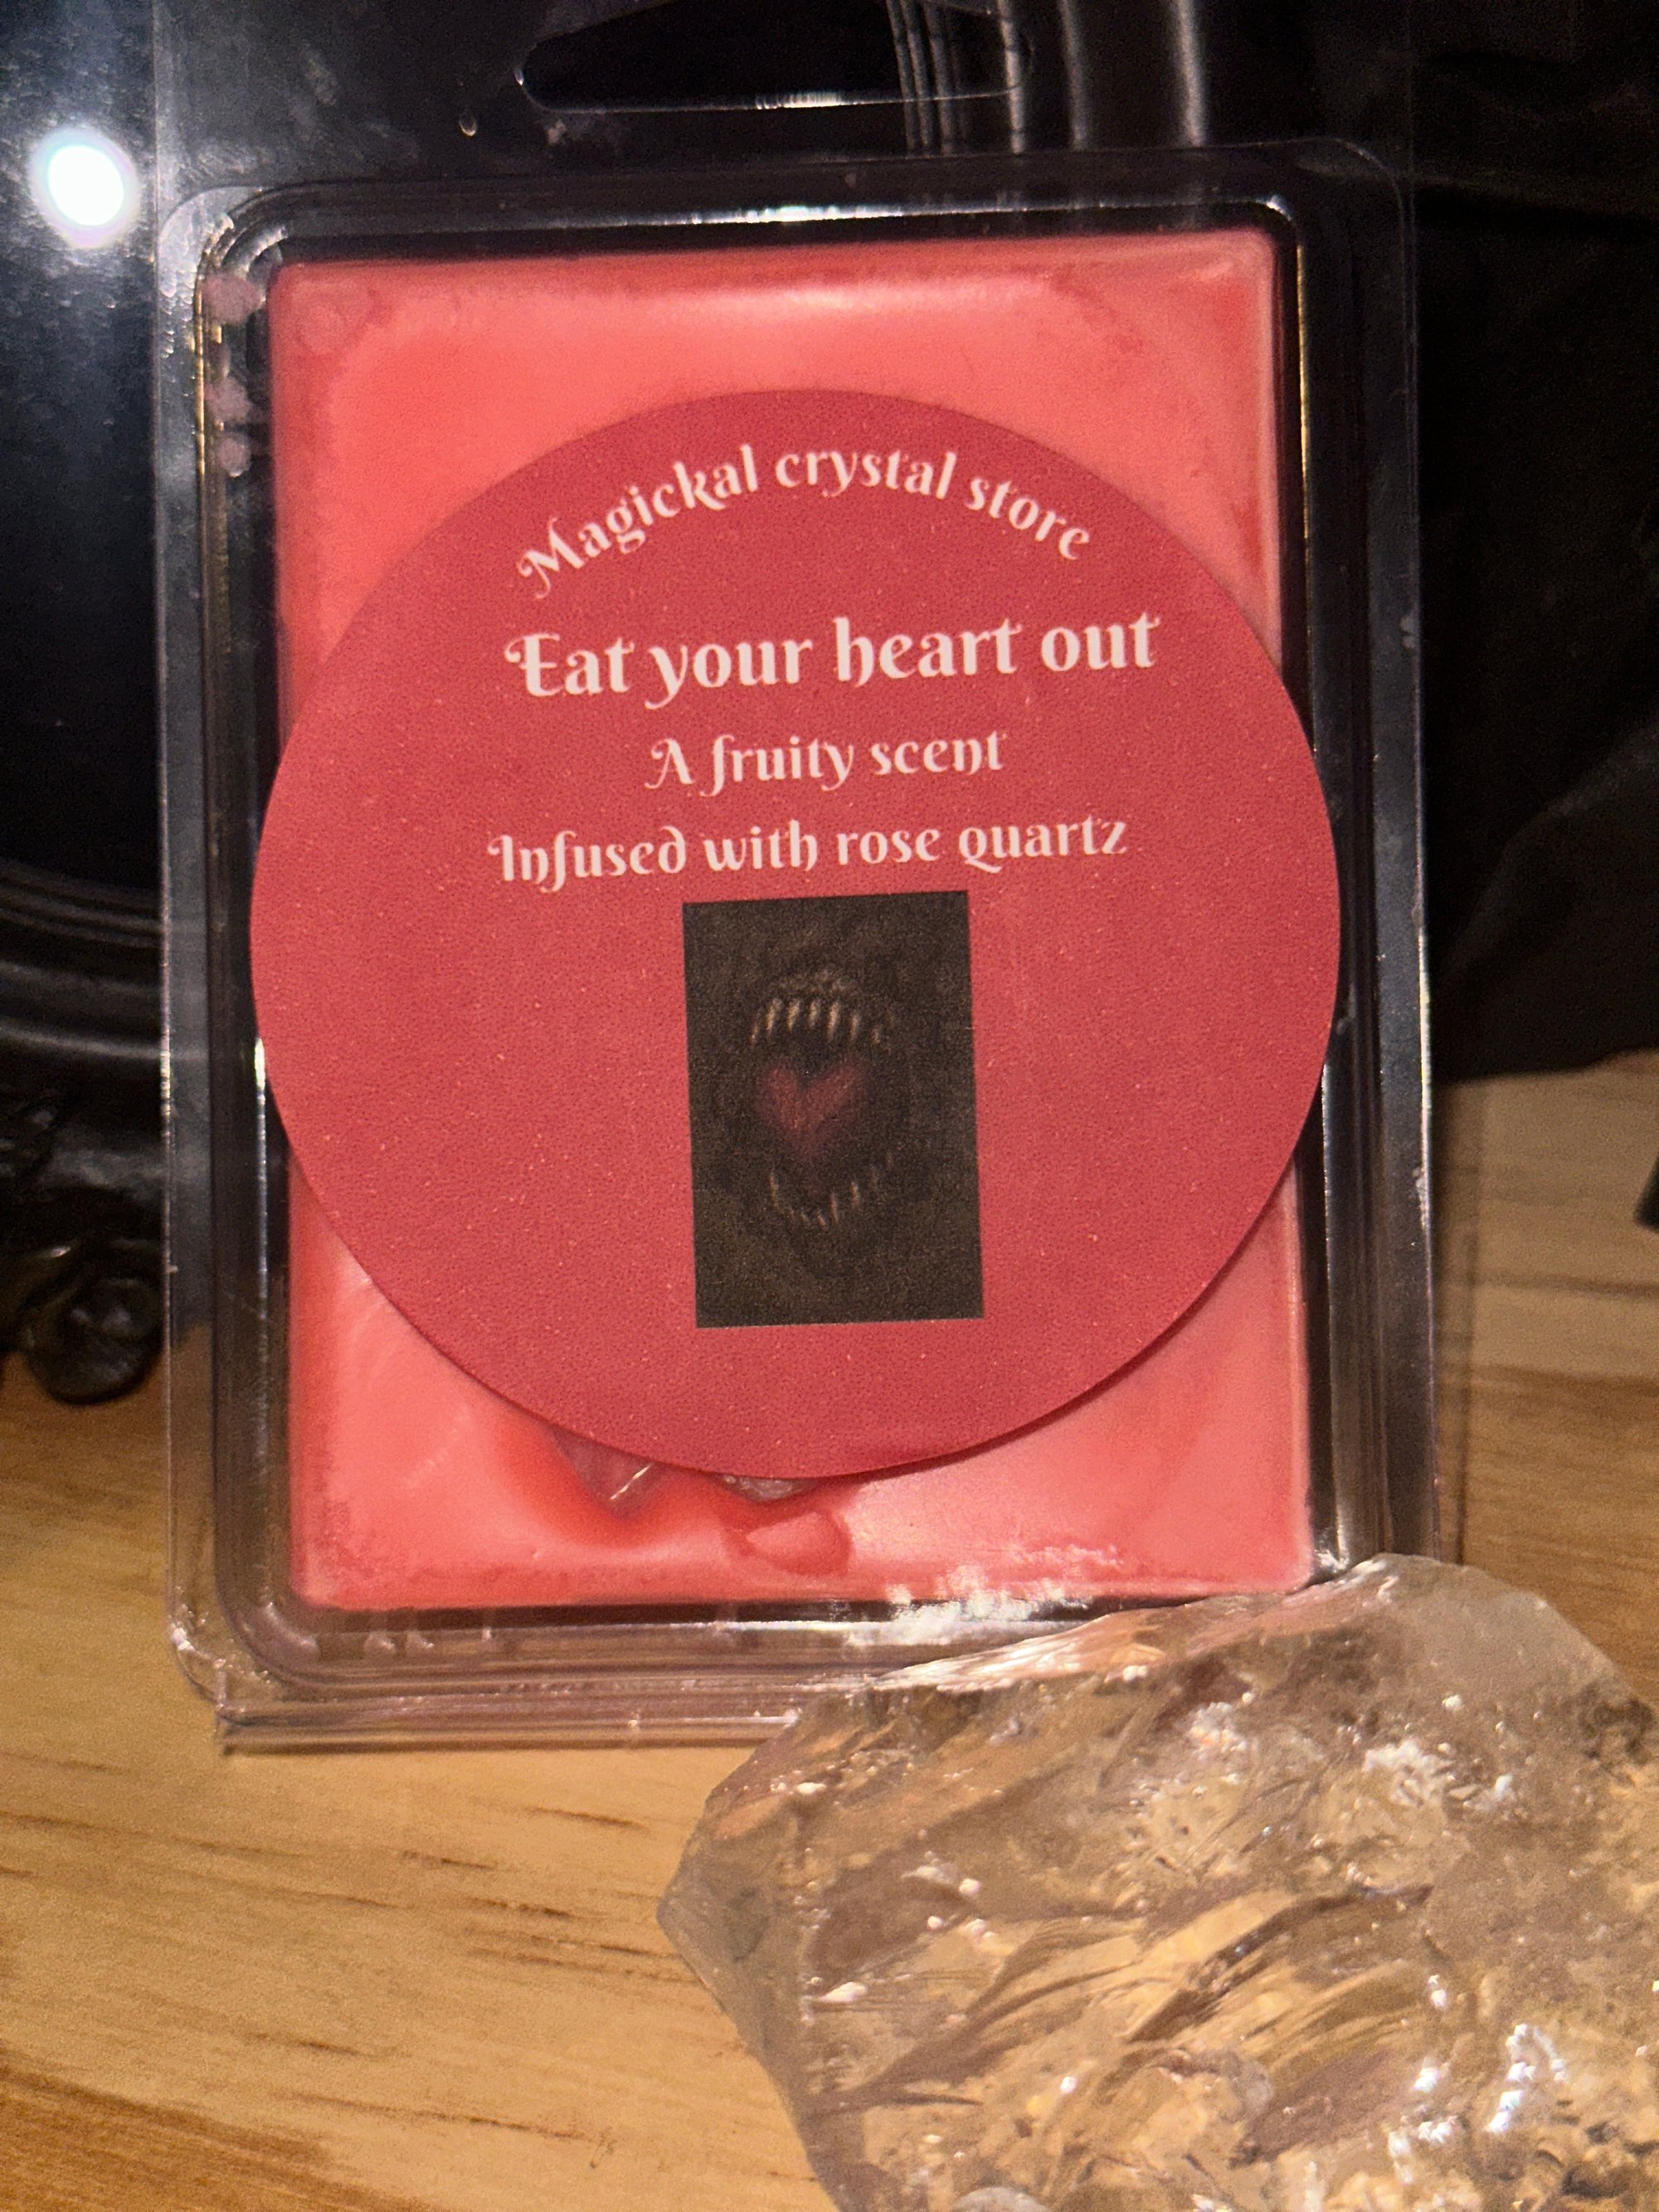 Magickal crystal store
Eat your heart out
A fruity scent
Infused with rose quartz